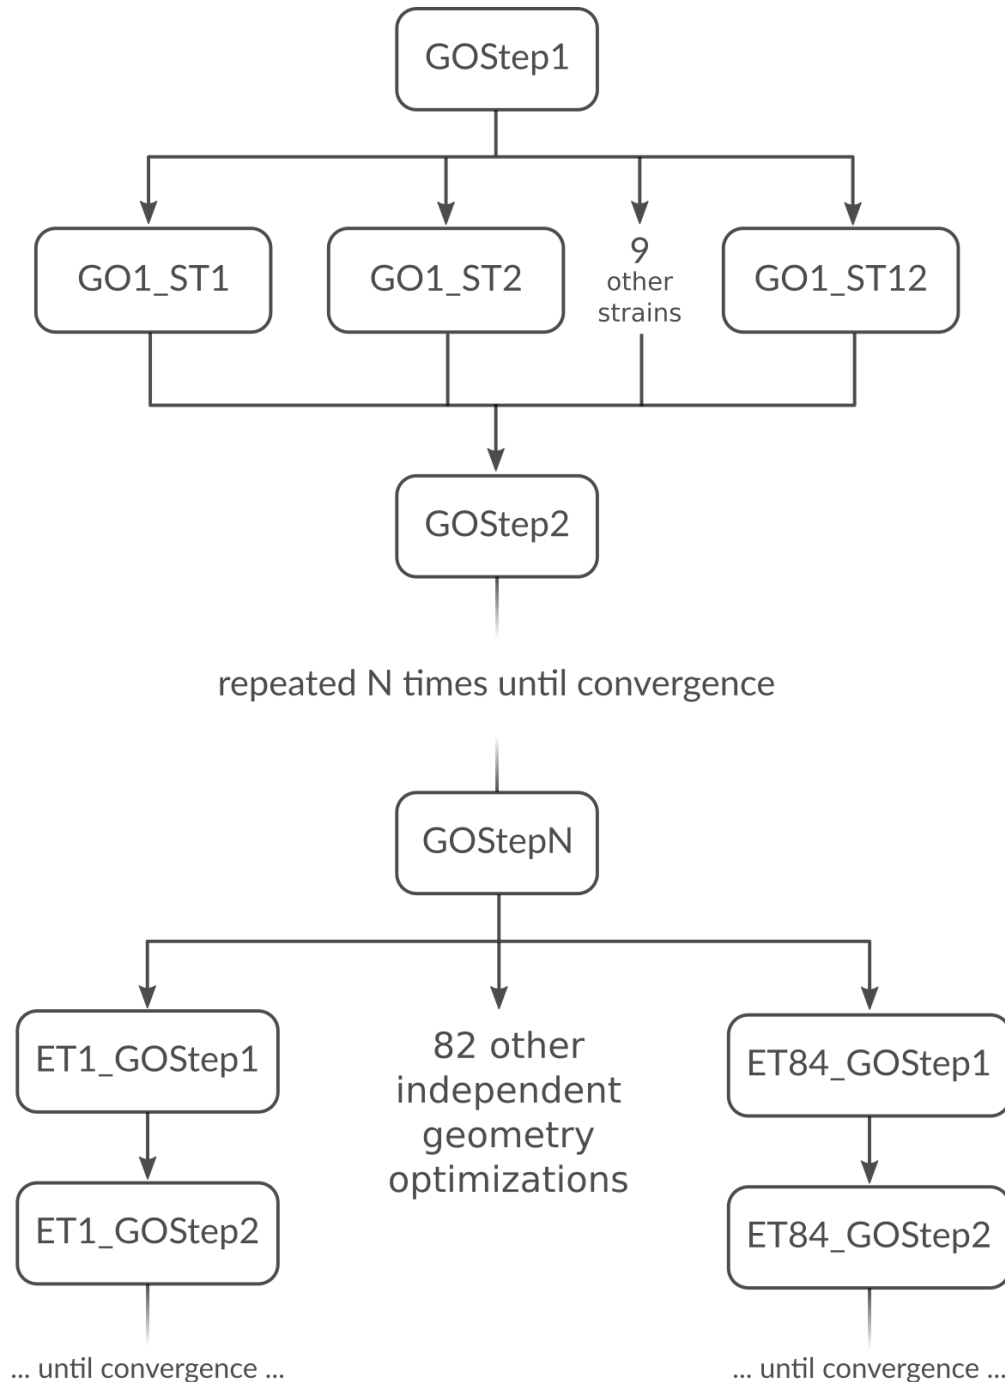 GOStep1
GO1_ST1
GO1_ST2
9
other
strains
GO1_ST12
GOStep2
repeated N times until convergence
GOStepN
ET1_GOStep1
82 other
independent
geometry
optimizations
ET84_GOStep1
ET1_GOStep2
ET84_GOStep2
... until convergence ...
... until convergence ...